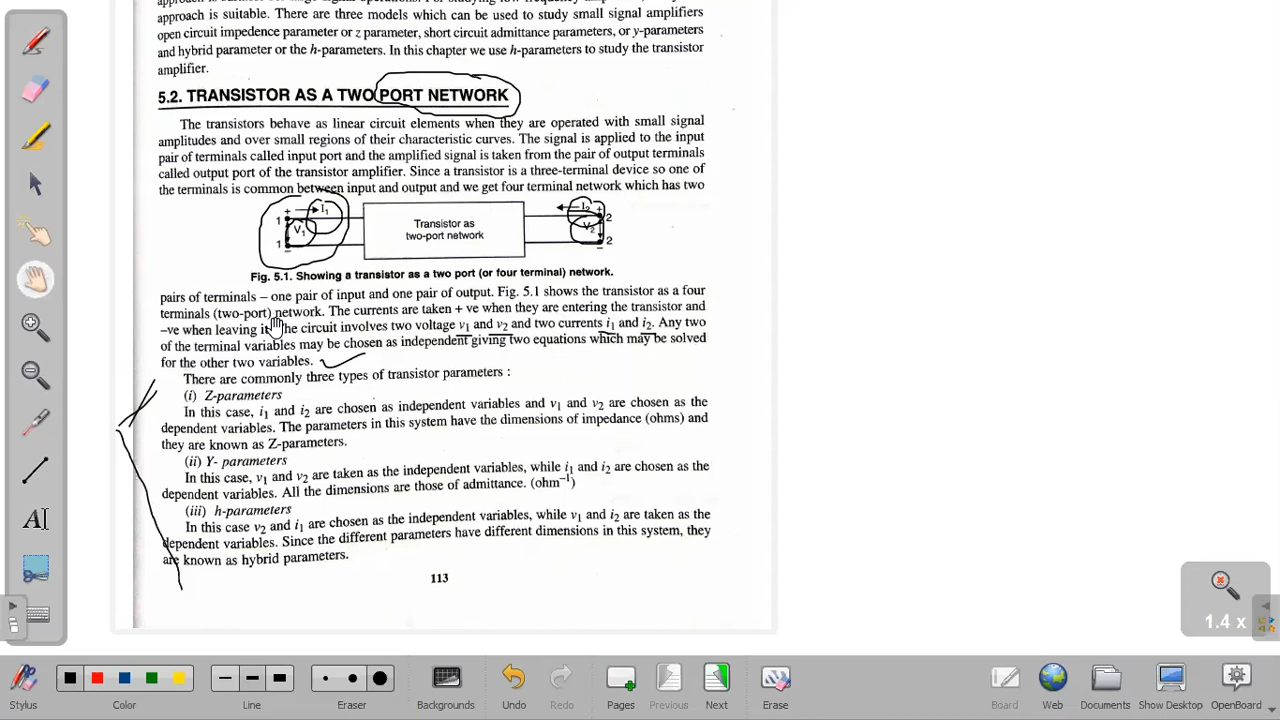 approach is suitable. There are three models which can be used to study small signal amplifiers
open circuit impedence parameter or z parameter, short circuit admittance parameters, or y-parameters
and hybrid parameter or the h-parameters. In this chapter we use h-parameters to study the transistor
amplifier.
5.2. TRANSISTOR AS A TWO PORT NETWORK
The transistors behave as linear circuit elements when they are operated with small signal
amplitudes and over small regions of their characteristic curves. The signal is applied to the input
pair of terminals called input port and the amplified signal is taken from the pair of output terminals
called output port of the transistor amplifier. Since a transistor is a three-terminal device so one of
the terminals is common between input and output and we get four terminal network which has two
+ I1 I2 +
1 2
V1 Transistor as V2
two-port network
1 2
– –
Fig. 5.1. Showing a transistor as a two port (or four terminal) network.
pairs of terminals – one pair of input and one pair of output. Fig. 5.1 shows the transistor as a four
terminals (two-port) network. The currents are taken + ve when they are entering the transistor and
–ve when leaving it. The circuit involves two voltage v1 and v2 and two currents i1 and i2. Any two
of the terminal variables may be chosen as independent giving two equations which may be solved
for the other two variables.
There are commonly three types of transistor parameters :
(i) Z-parameters
In this case, i1 and i2 are chosen as independent variables and v1 and v2 are chosen as the
dependent variables. The parameters in this system have the dimensions of impedance (ohms) and
they are known as Z-parameters.
(ii) Y- parameters
In this case, v1 and v2 are taken as the independent variables, while i1 and i2 are chosen as the
dependent variables. All the dimensions are those of admittance. (ohm–1)
(iii) h-parameters
In this case v2 and i1 are chosen as the independent variables, while v1 and i2 are taken as the
dependent variables. Since the different parameters have different dimensions in this system, they
are known as hybrid parameters.
113
1.4 x
Color Line Eraser Backgrounds Undo Redo Pages Previous Next Erase Board Web Documents Show Desktop OpenBoard